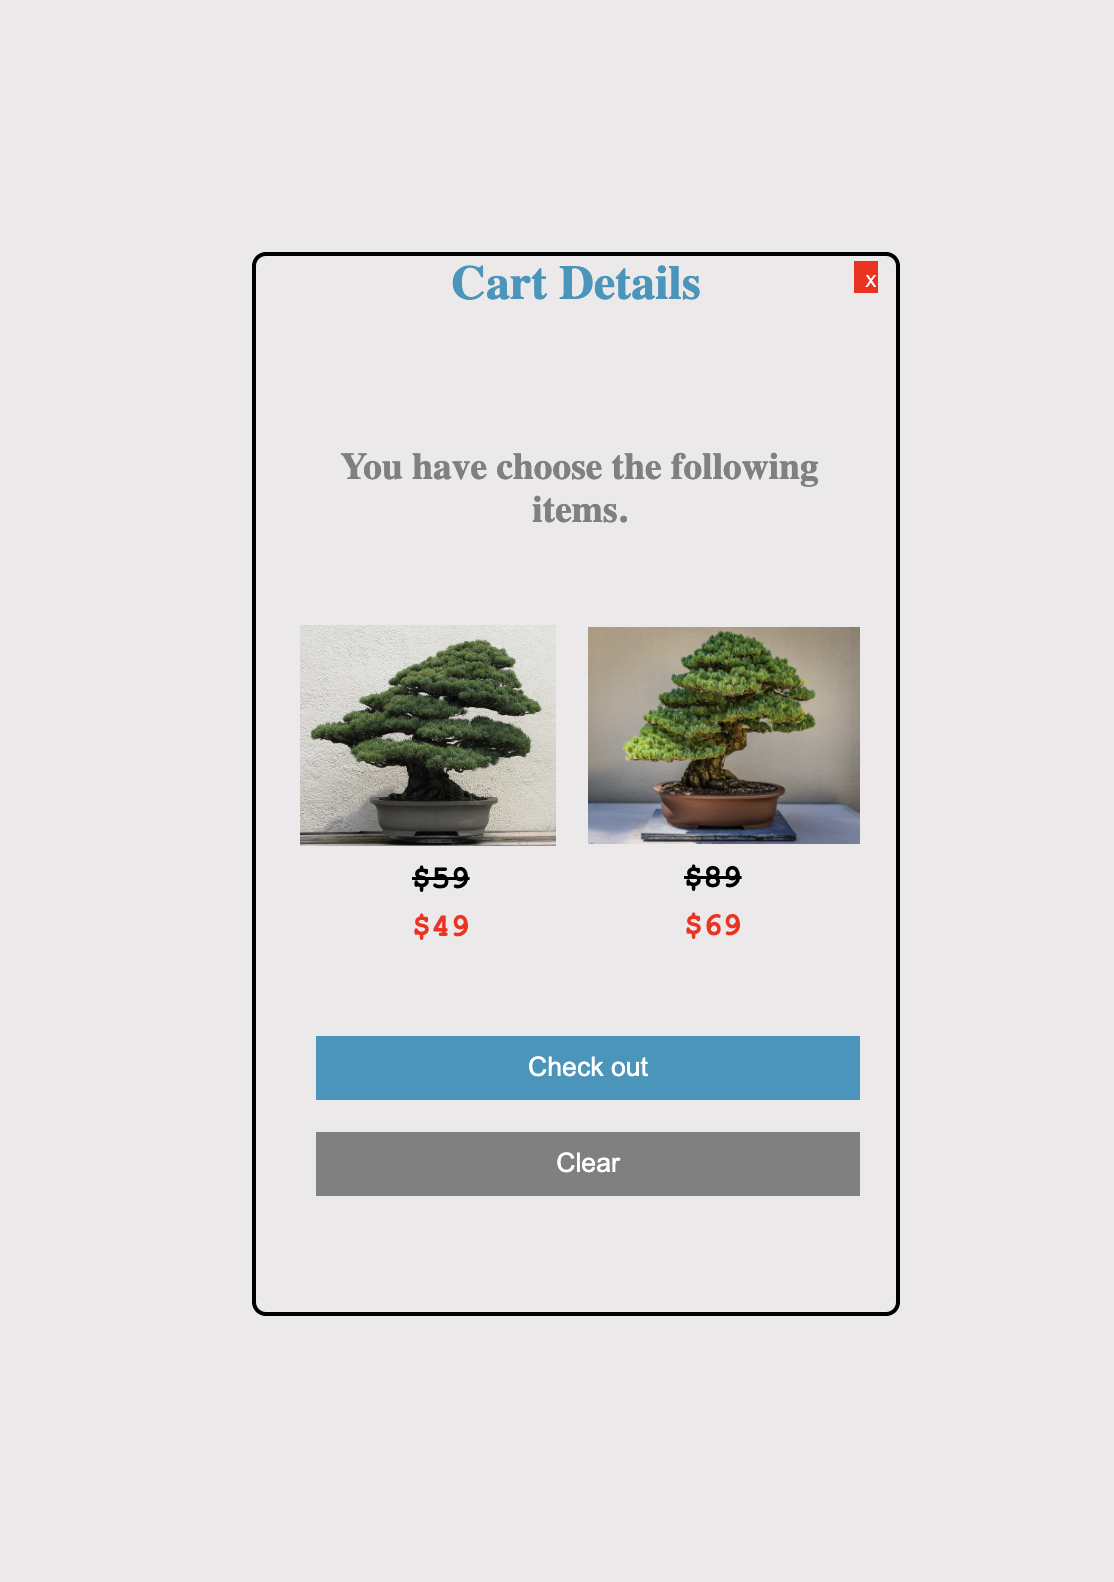 Cart Details
x
You have choose the following
items.
$59
$89
$49
$69
Check out
Clear